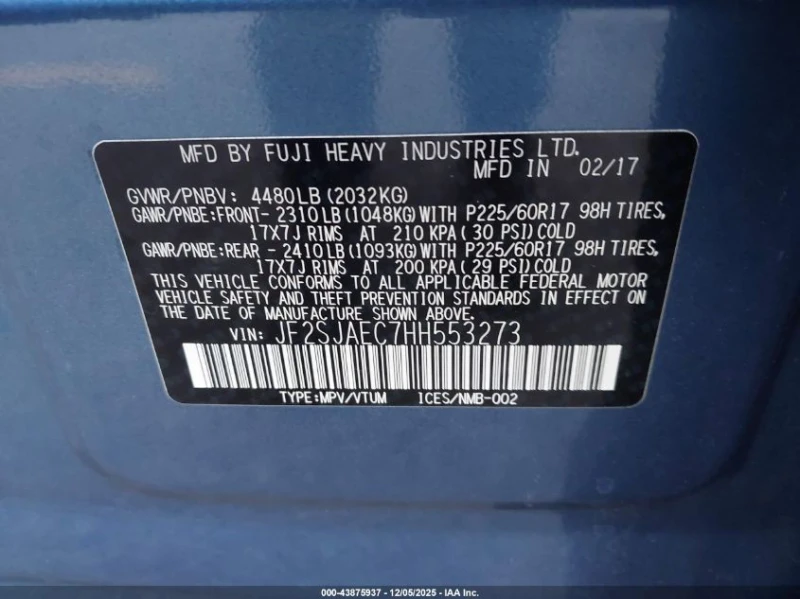 MFD BY FUJI HEAVY INDUSTRIES LTD.
MFD IN 02/17
GVWR/PNBV: 4480LB (2032KG)
GAWR/PNBE:FRONT- 2310LB (1048KG) WITH P225/60R17 98H TIRES,
17X7J RIMS AT 210 KPA ( 30 PSI) COLD
GAWR/PNBE:REAR - 2410LB (1093KG) WITH P225/60R17 98H TIRES,
17X7J RIMS AT 200 KPA ( 29 PSI) COLD
THIS VEHICLE CONFORMS TO ALL APPLICABLE FEDERAL MOTOR
VEHICLE SAFETY AND THEFT PREVENTION STANDARDS IN EFFECT ON
THE DATE OF MANUFACTURE SHOWN ABOVE.
VIN: JF2SJAEC7HH553273
TYPE:MPV/VTUM ICES/NMB-002
#0000-43875937 - 12/05/2025 - IAA Inc.